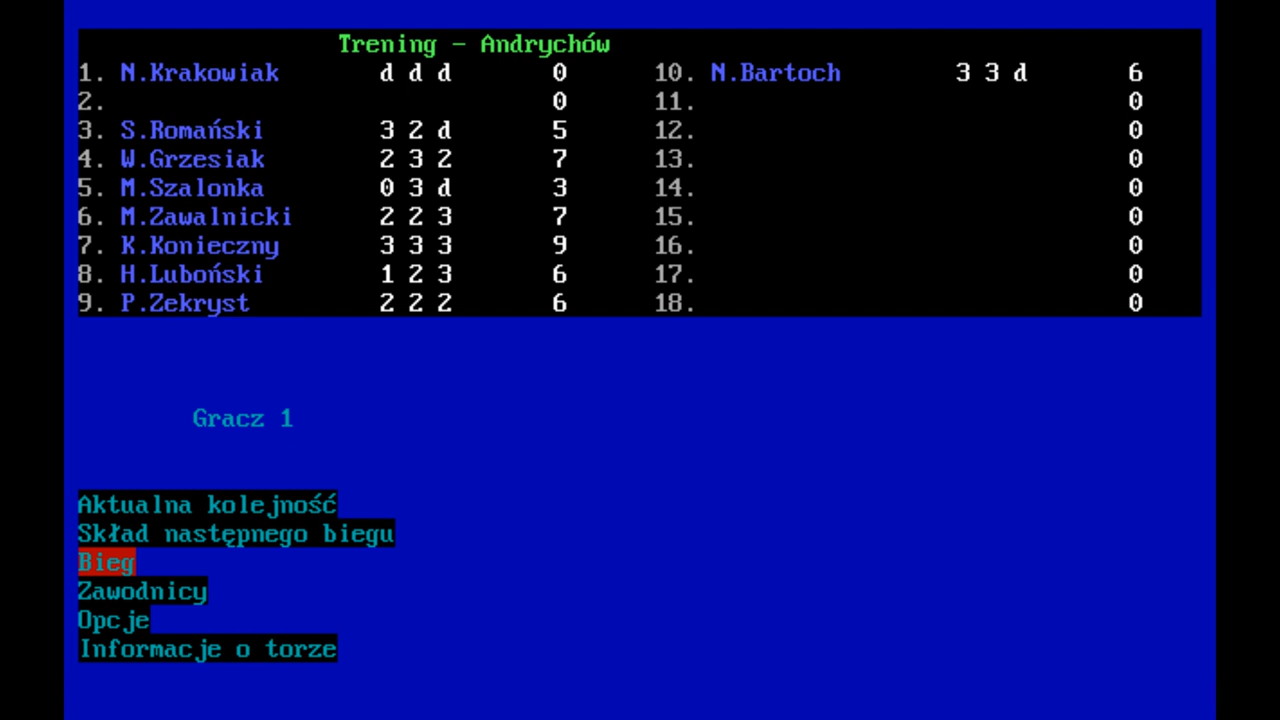 Trening - Andrychów
1. N.Krakowiak d d d 0 10. N.Bartoch 3 3 d 6
2. 0 11. 0
3. S.Romański 3 2 d 5 12. 0
4. W.Grzesiak 2 3 2 7 13. 0
5. M.Szalonka 0 3 d 3 14. 0
6. M.Zawalnicki 2 2 3 7 15. 0
7. K.Konieczny 3 3 3 9 16. 0
8. H.Luboński 1 2 3 6 17. 0
9. P.Zekryst 2 2 2 6 18. 0
Gracz 1
Aktualna kolejność
Skład następnego biegu
Bieg
Zawodnicy
Opcje
Informacje o torze